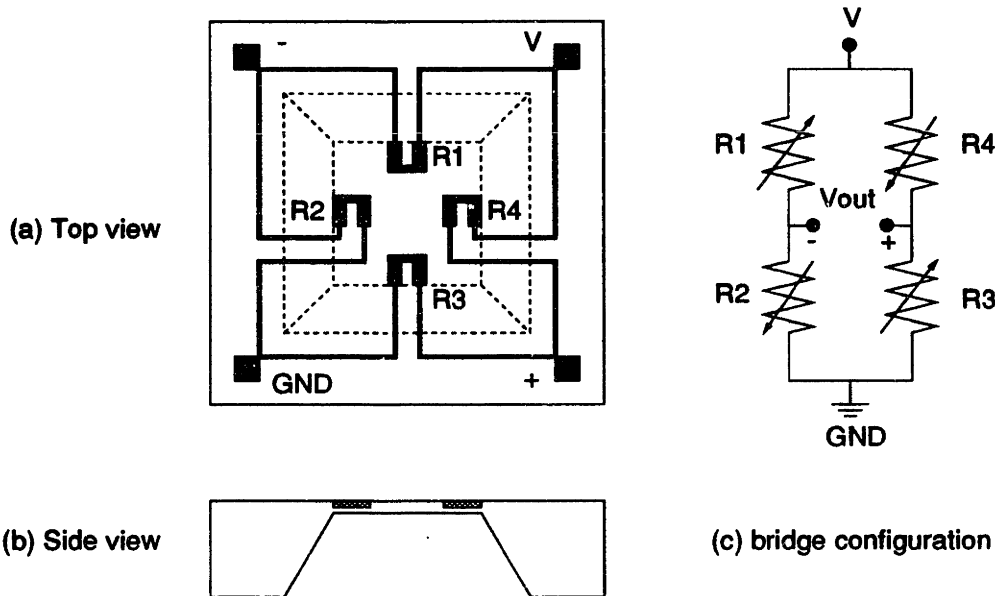 - V
R1
R2 R4
R3
GND +
(a) Top view
(b) Side view
V
R1 R4
Vout
- +
R2 R3
GND
(c) bridge configuration